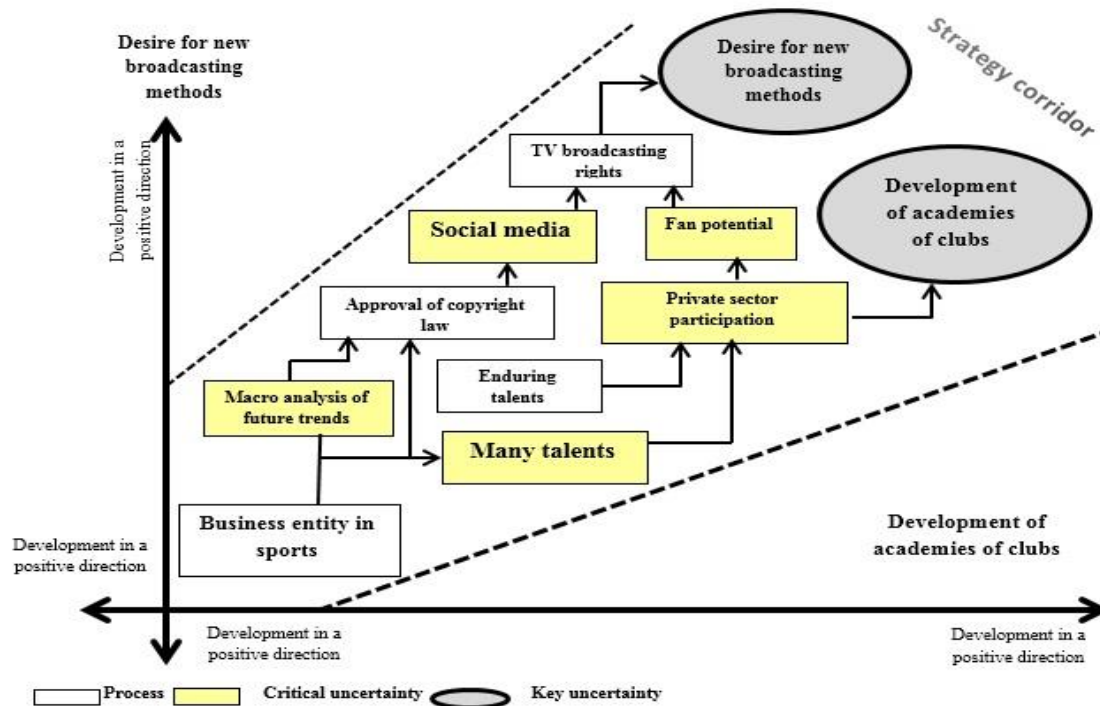 Desire for new
broadcasting
methods
Development in a
positive direction
Desire for new
broadcasting
methods
Strategy corridor
TV broadcasting
rights
Development
of academies
of clubs
Social media
Fan potential
Approval of copyright
law
Private sector
participation
Enduring
talents
Macro analysis of
future trends
Many talents
Business entity in
sports
Development of
academies of clubs
Development in a
positive direction
Development in a
positive direction
Development in a
positive direction
Process
Critical uncertainty
Key uncertainty